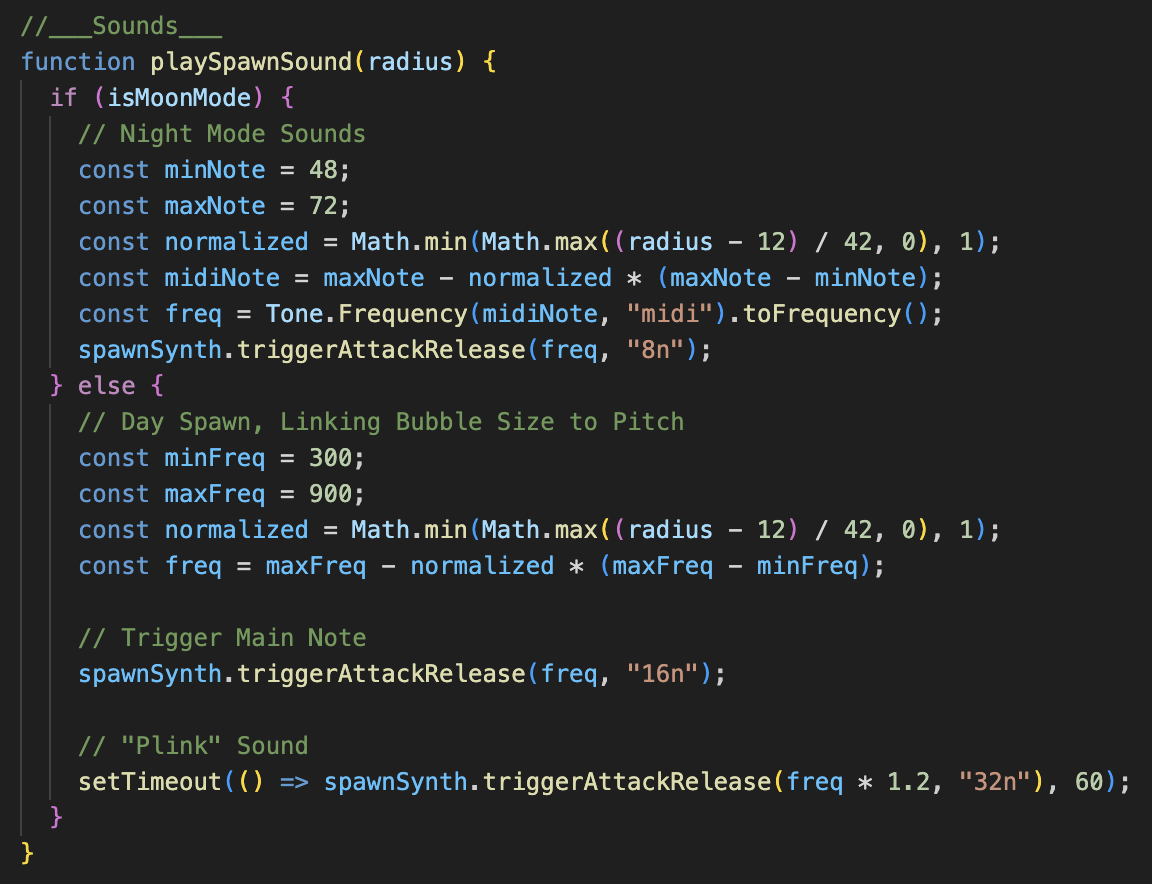 //___Sounds___
function playSpawnSound(radius) {
  if (isMoonMode) {
    // Night Mode Sounds
    const minNote = 48;
    const maxNote = 72;
    const normalized = Math.min(Math.max((radius - 12) / 42, 0), 1);
    const midiNote = maxNote - normalized * (maxNote - minNote);
    const freq = Tone.Frequency(midiNote, "midi").toFrequency();
    spawnSynth.triggerAttackRelease(freq, "8n");
  } else {
    // Day Spawn, Linking Bubble Size to Pitch
    const minFreq = 300;
    const maxFreq = 900;
    const normalized = Math.min(Math.max((radius - 12) / 42, 0), 1);
    const freq = maxFreq - normalized * (maxFreq - minFreq);

    // Trigger Main Note
    spawnSynth.triggerAttackRelease(freq, "16n");

    // "Plink" Sound
    setTimeout(() => spawnSynth.triggerAttackRelease(freq * 1.2, "32n"), 60);
  }
}